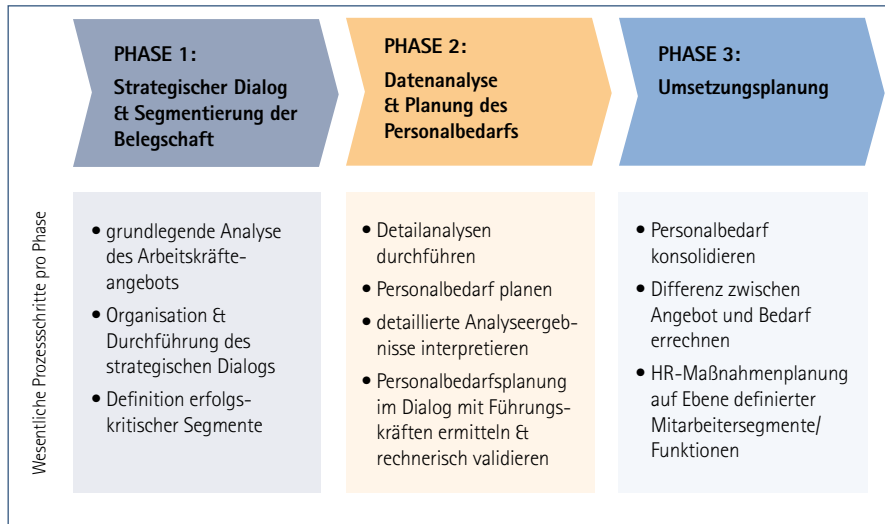 PHASE 1:
Strategischer Dialog
& Segmentierung der
Belegschaft
PHASE 2:
Datenanalyse
& Planung des
Personalbedarfs
PHASE 3:
Umsetzungsplanung
Wesentliche Prozessschritte pro Phase
• grundlegende Analyse
des Arbeitskräfte-
angebots
• Organisation &
Durchführung des
strategischen Dialogs
• Definition erfolgs-
kritischer Segmente
• Detailanalysen
durchführen
• Personalbedarf planen
• detaillierte Analyseergeb-
nisse interpretieren
• Personalbedarfsplanung
im Dialog mit Führungs-
kräften ermitteln &
rechnerisch validieren
• Personalbedarf
konsolidieren
• Differenz zwischen
Angebot und Bedarf
errechnen
• HR-Maßnahmenplanung
auf Ebene definierter
Mitarbeitersegmente/
Funktionen